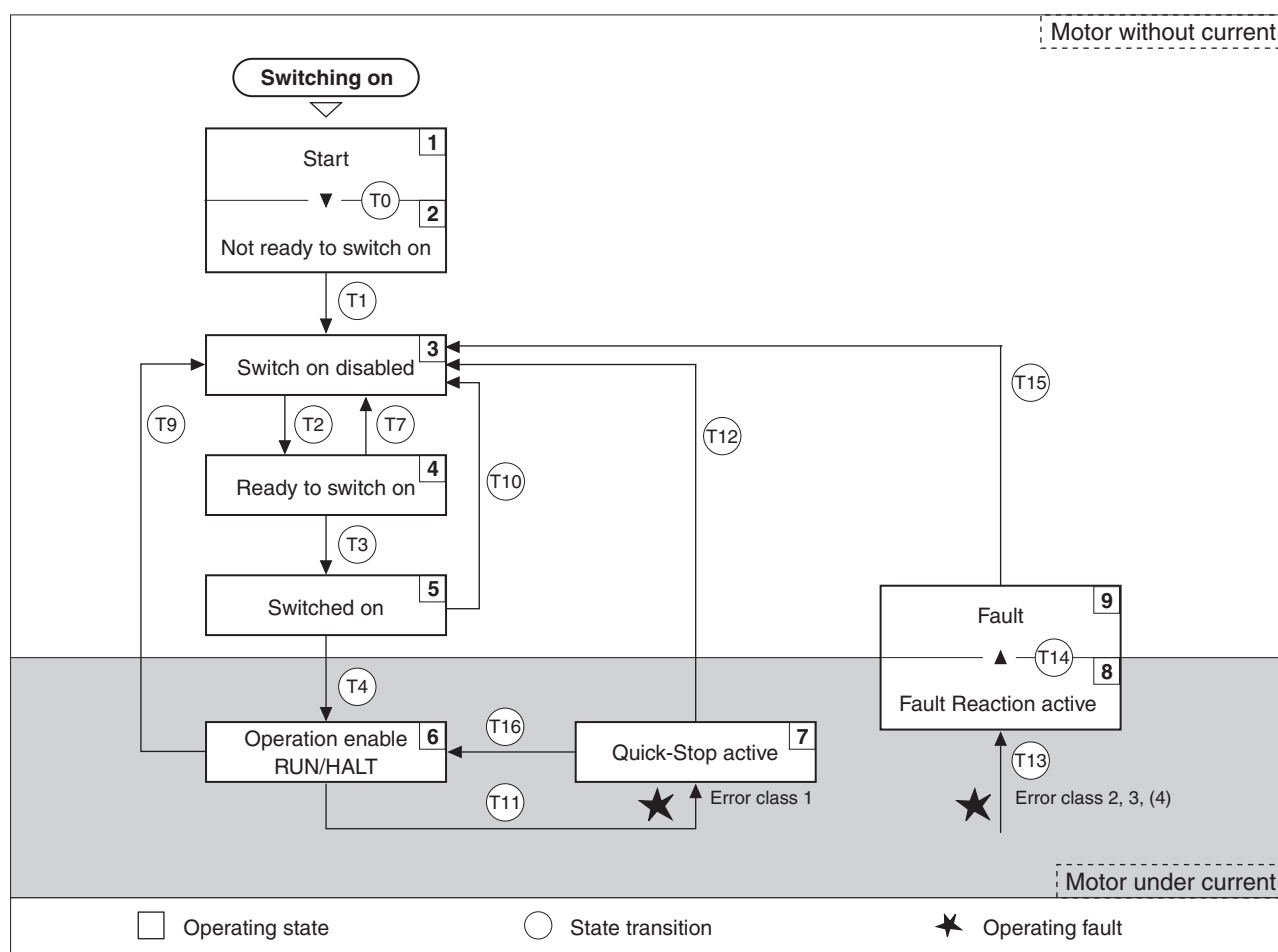 Motor without current
Switching on
1
Start
T0
2
Not ready to switch on
T1
3
Switch on disabled
T15
T9
T2
T7
T12
4
Ready to switch on
T10
T3
5
Switched on
9
Fault
T14
8
Fault Reaction active
T4
6
Operation enable
RUN/HALT
T16
7
Quick-Stop active
T13
T11
Error class 1
Error class 2, 3, (4)
Motor under current
Operating state
State transition
Operating fault